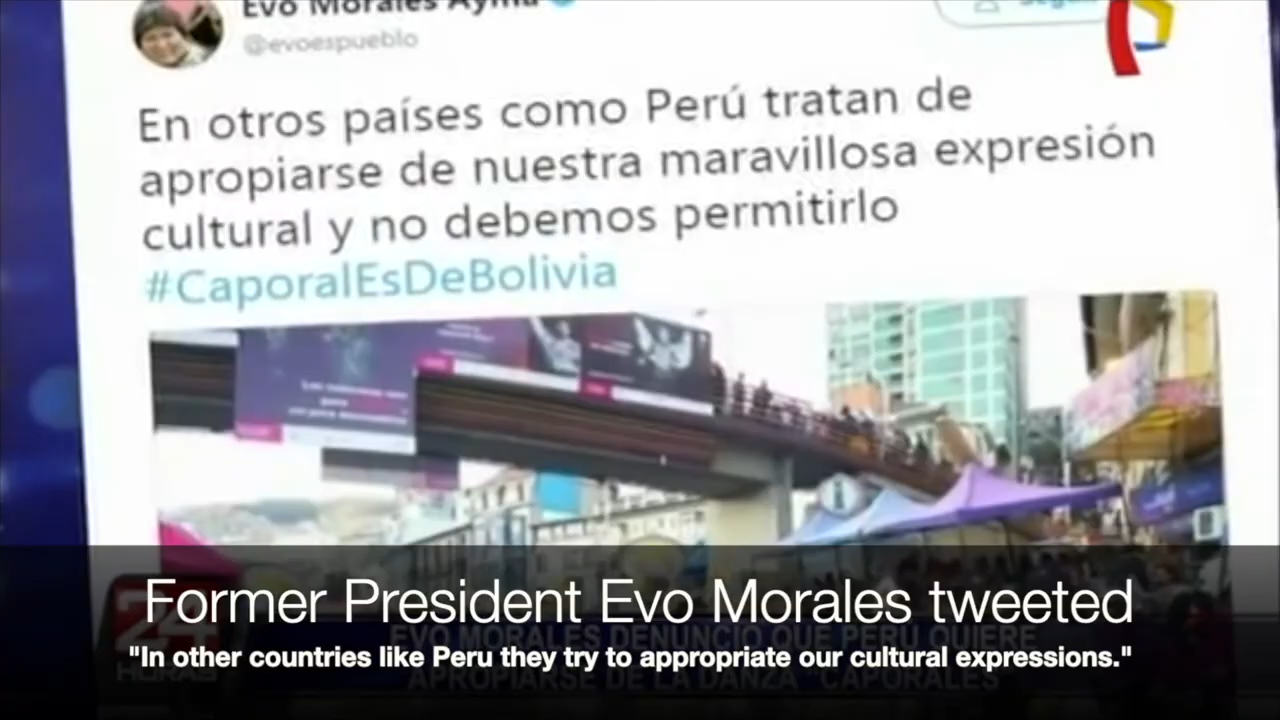 Evo Morales Ayma
@evoespueblo
En otros países como Perú tratan de
apropiarse de nuestra maravillosa expresión
cultural y no debemos permitirlo
#CaporalEsDeBolivia
Former President Evo Morales tweeted
EVO MORALES DENUNCIÓ QUE PERÚ QUIERE
"In other countries like Peru they try to appropriate our cultural expressions."
APROPIARSE DE LA DANZA "CAPORALES"
24
HORAS